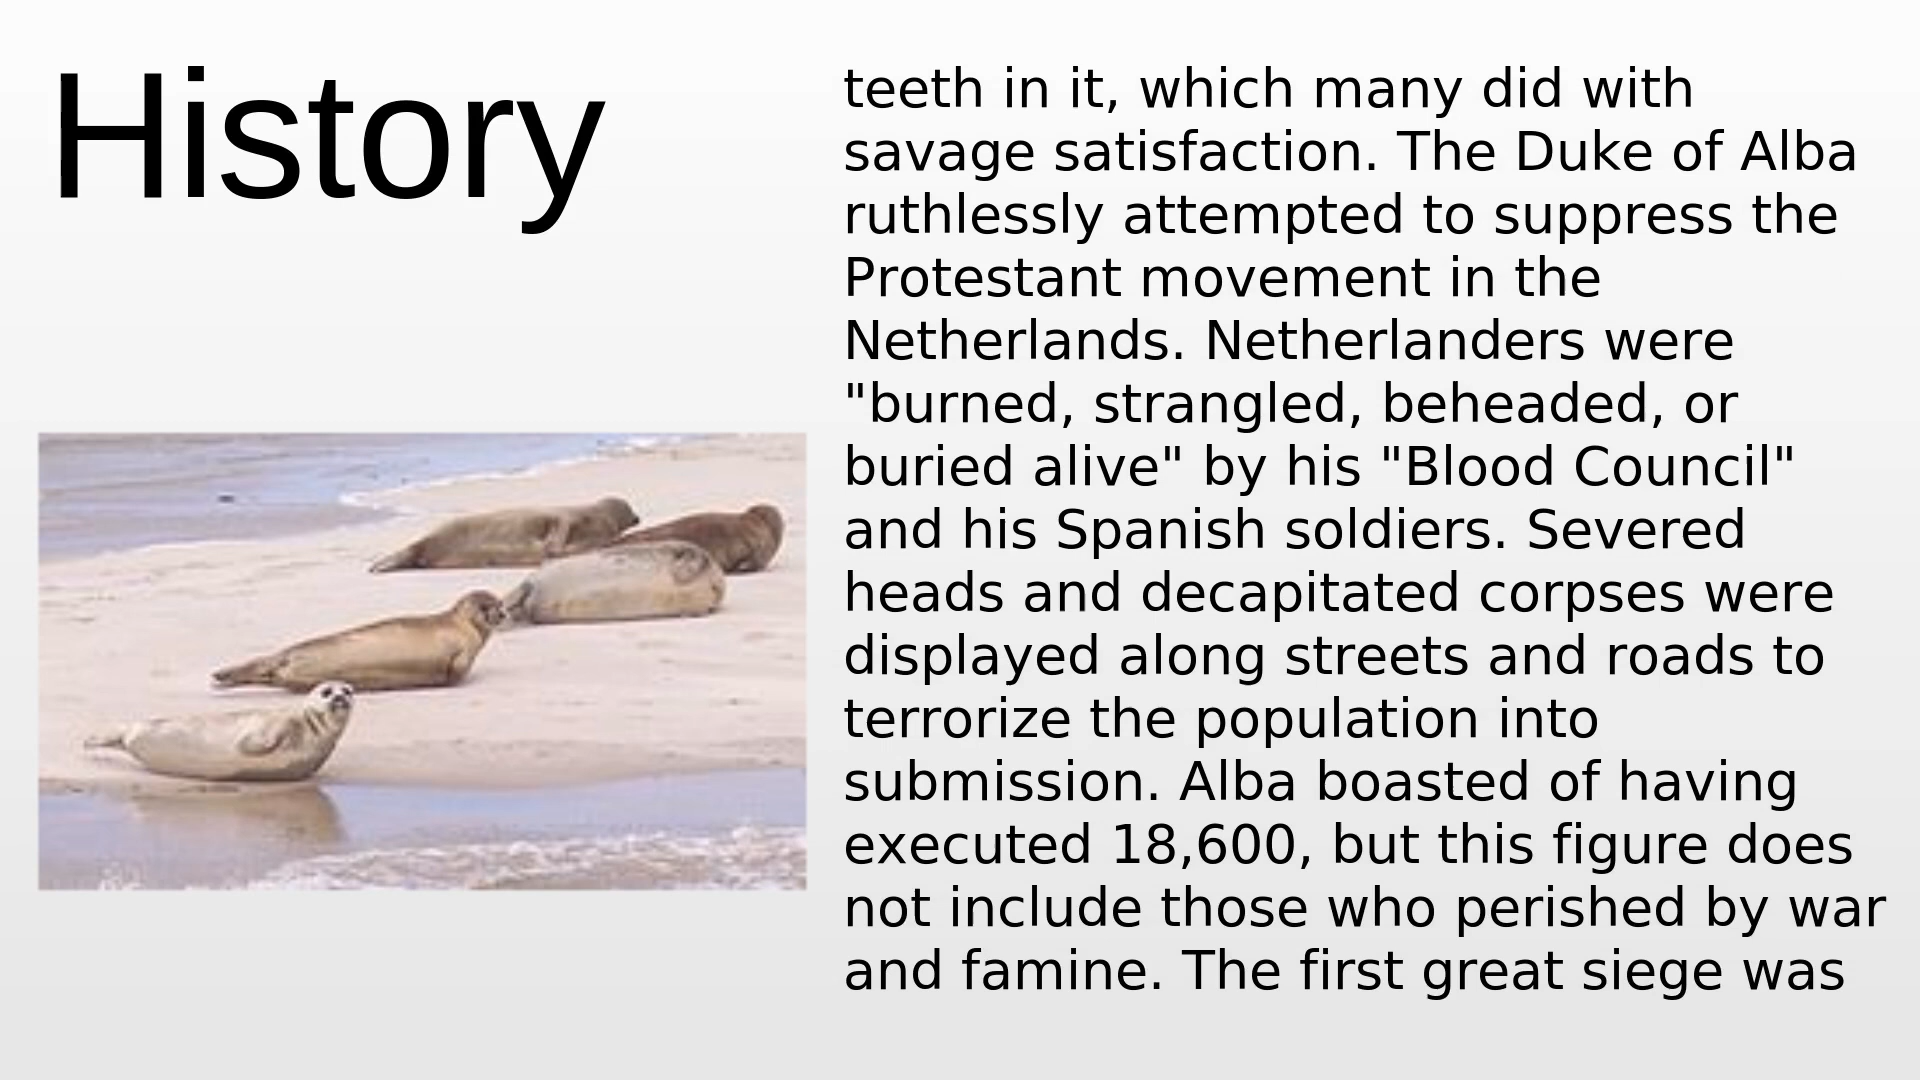 History
teeth in it, which many did with
savage satisfaction. The Duke of Alba
ruthlessly attempted to suppress the
Protestant movement in the
Netherlands. Netherlanders were
"burned, strangled, beheaded, or
buried alive" by his "Blood Council"
and his Spanish soldiers. Severed
heads and decapitated corpses were
displayed along streets and roads to
terrorize the population into
submission. Alba boasted of having
executed 18,600, but this figure does
not include those who perished by war
and famine. The first great siege was